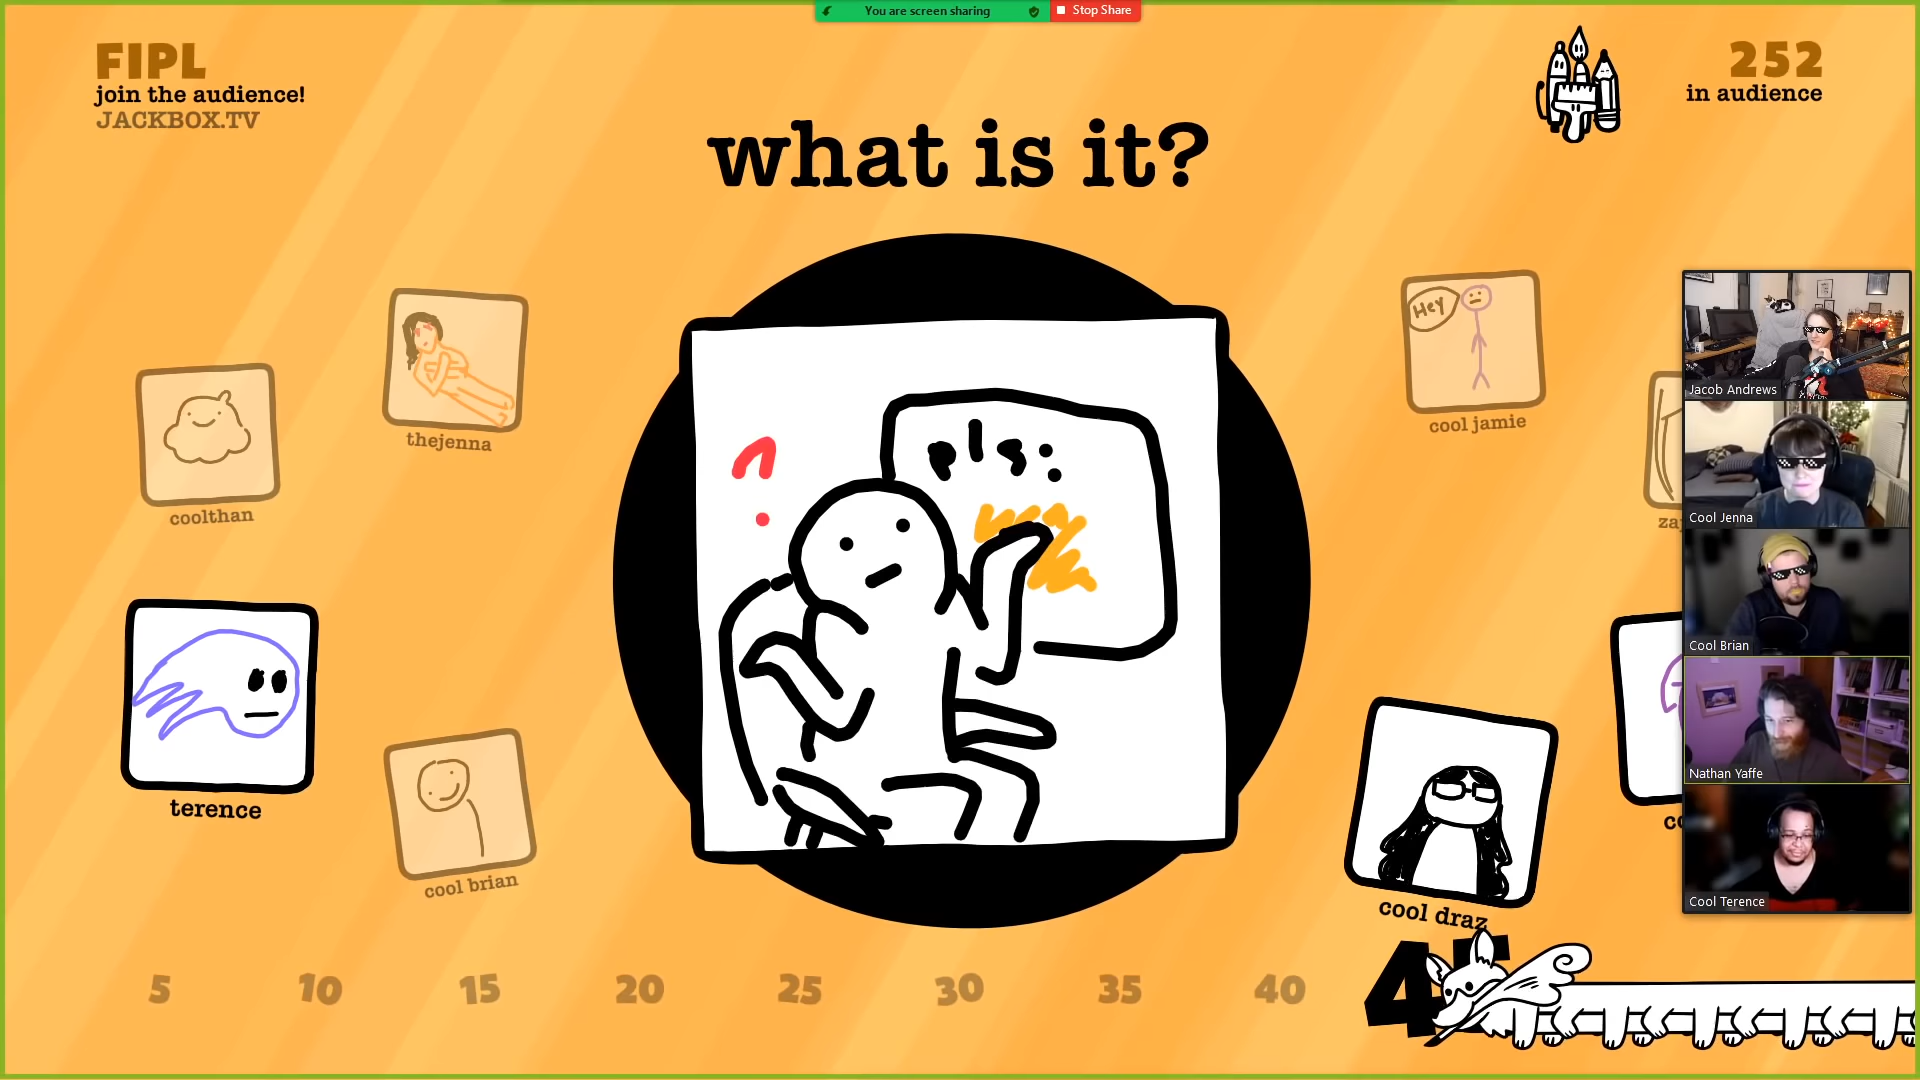 You are screen sharing
Stop Share
FIPL
join the audience!
JACKBOX.TV
252
in audience
what is it?
pls:
Hey
thejenna
cool jamie
coolthan
terence
cool brian
cool draz
Jacob Andrews
Cool Jenna
Cool Brian
Nathan Yaffe
Cool Terence
5 10 15 20 25 30 35 40 45